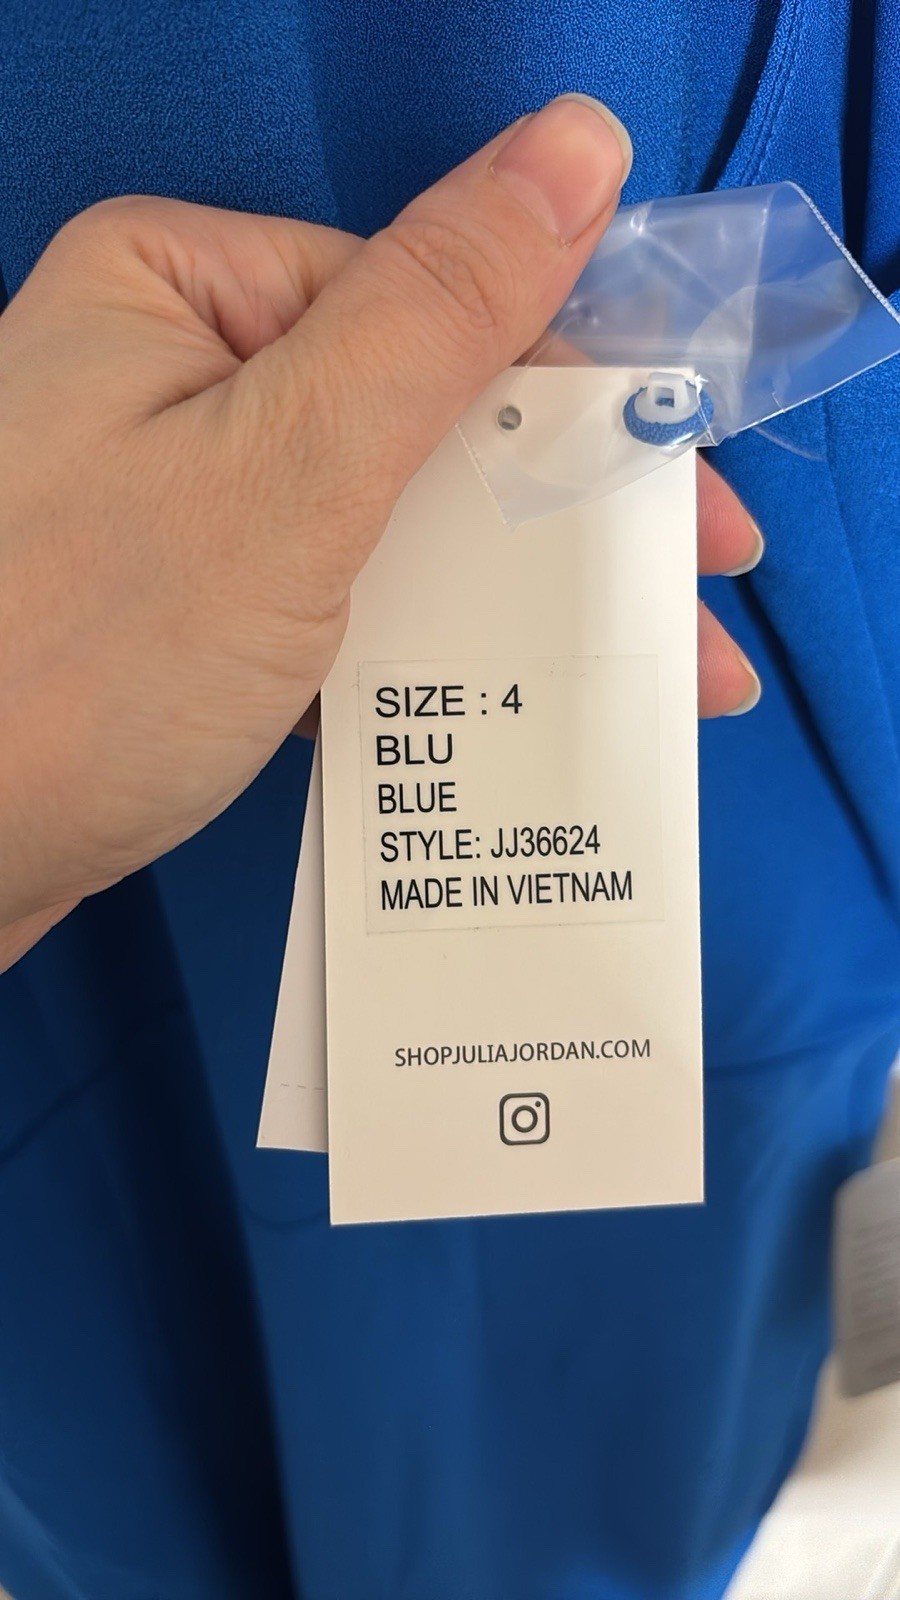 SIZE : 4
BLU
BLUE
STYLE: JJ36624
MADE IN VIETNAM
SHOPJULIAJORDAN.COM